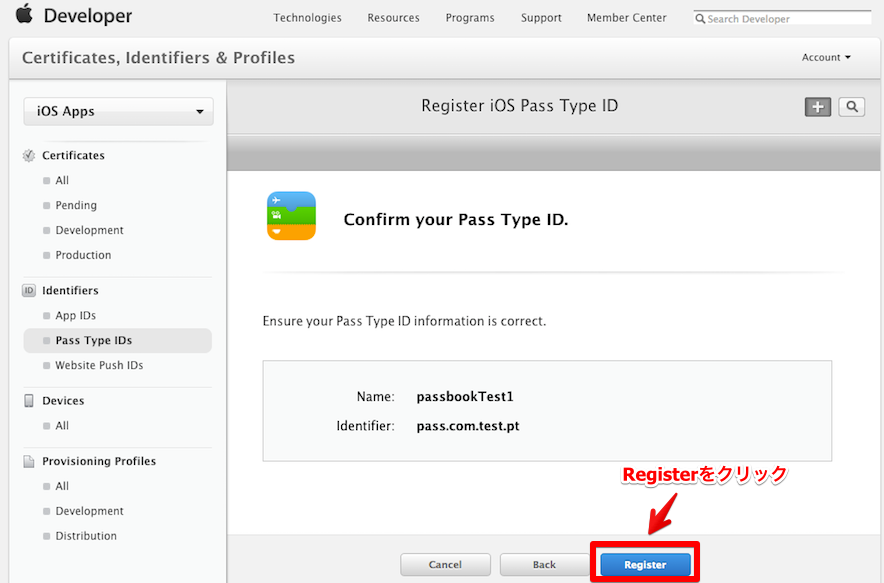 Developer
Technologies
Resources
Programs
Support
Member Center
Search Developer
Certificates, Identifiers & Profiles
Account
iOS Apps
Register iOS Pass Type ID
Certificates
All
Pending
Development
Production
ID Identifiers
App IDs
Pass Type IDs
Website Push IDs
Devices
All
Provisioning Profiles
All
Development
Distribution
Confirm your Pass Type ID.
Ensure your Pass Type ID information is correct.
Name: passbookTest1
Identifier: pass.com.test.pt
Registerをクリック
Cancel
Back
Register